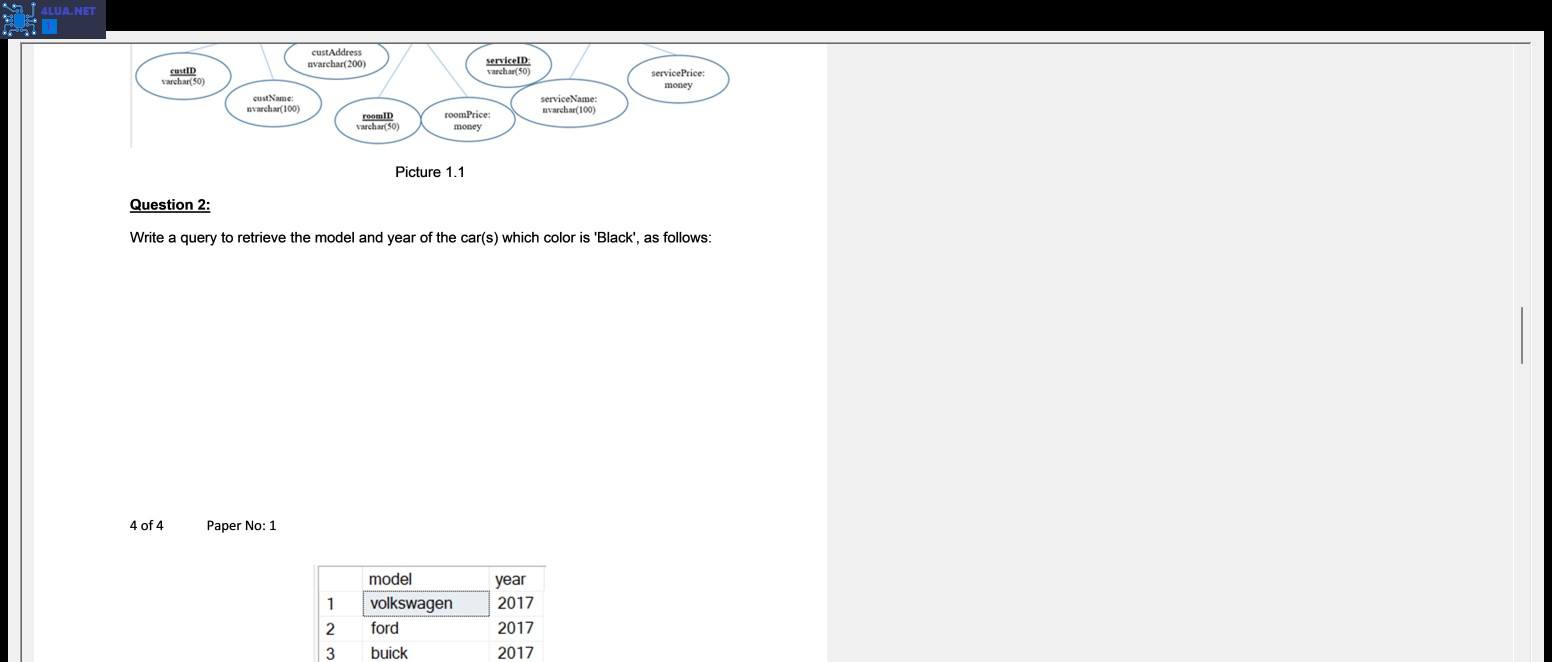 4LUA.NET
1
custAddress
nvarchar(200)
custID
varchar(50)
serviceID:
varchar(50)
servicePrice:
money
custName:
nvarchar(100)
serviceName:
nvarchar(100)
roomID
varchar(50)
roomPrice:
money
Picture 1.1
Question 2:
Write a query to retrieve the model and year of the car(s) which color is 'Black', as follows:
4 of 4 Paper No: 1
model year
1 volkswagen 2017
2 ford 2017
3 buick 2017